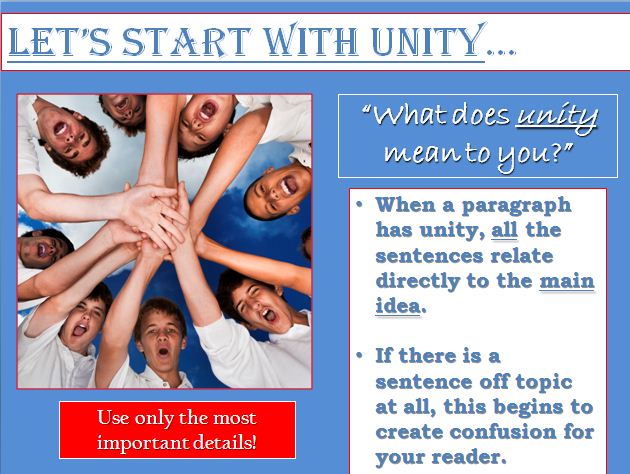 LET'S START WITH UNITY...
"What does unity
mean to you?"
• When a paragraph
has unity, all the
sentences relate
directly to the main
idea.
• If there is a
sentence off topic
at all, this begins to
create confusion for
your reader.
Use only the most
important details!